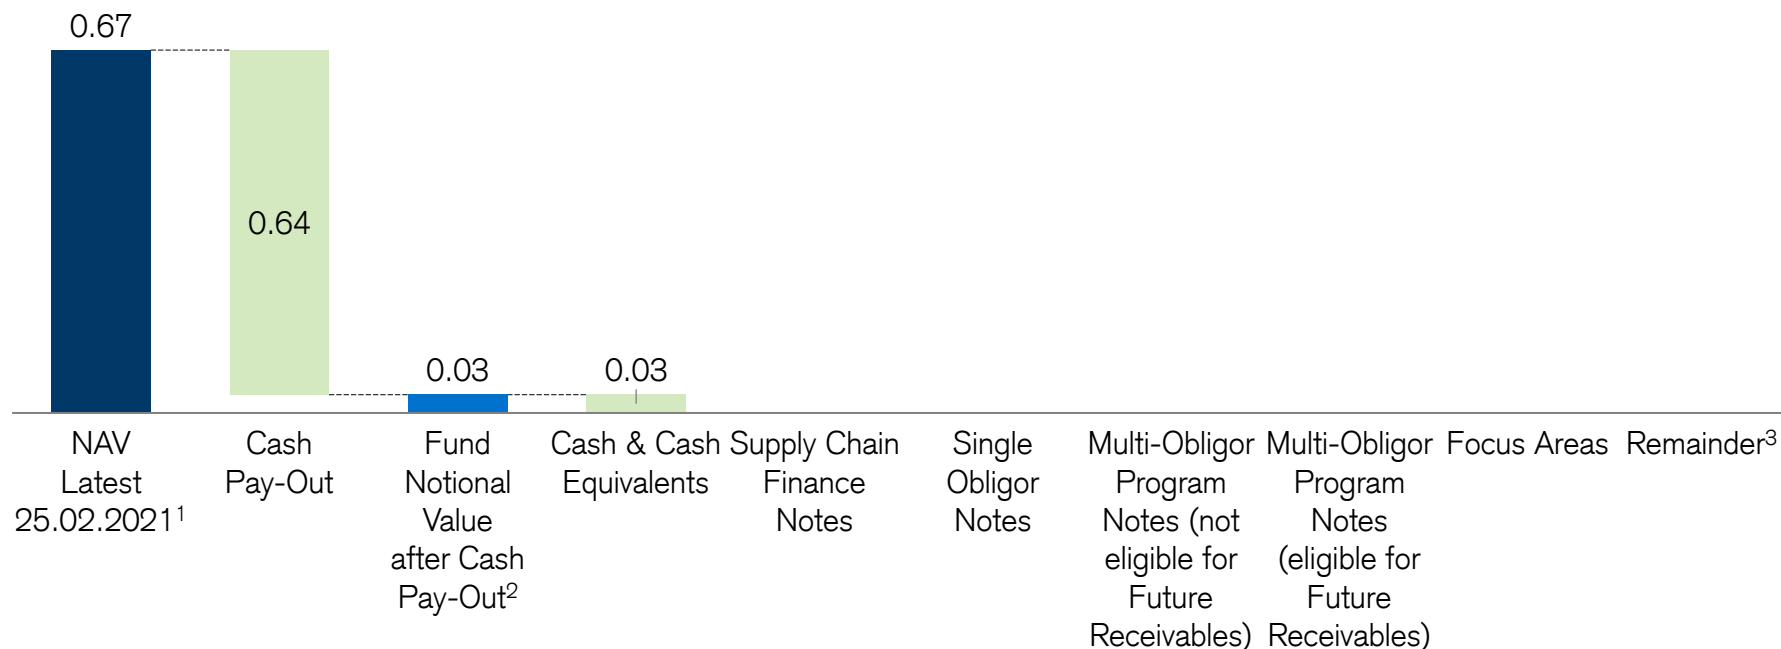 0.67
0.64
0.03
0.03
NAV
Latest
25.02.2021¹
Cash
Pay-Out
Fund
Notional
Value
after Cash
Pay-Out²
Cash & Cash
Equivalents
Supply Chain
Finance
Notes
Single
Obligor
Notes
Multi-Obligor
Program
Notes (not
eligible for
Future
Receivables)
Multi-Obligor
Program
Notes
(eligible for
Future
Receivables)
Focus Areas
Remainder³